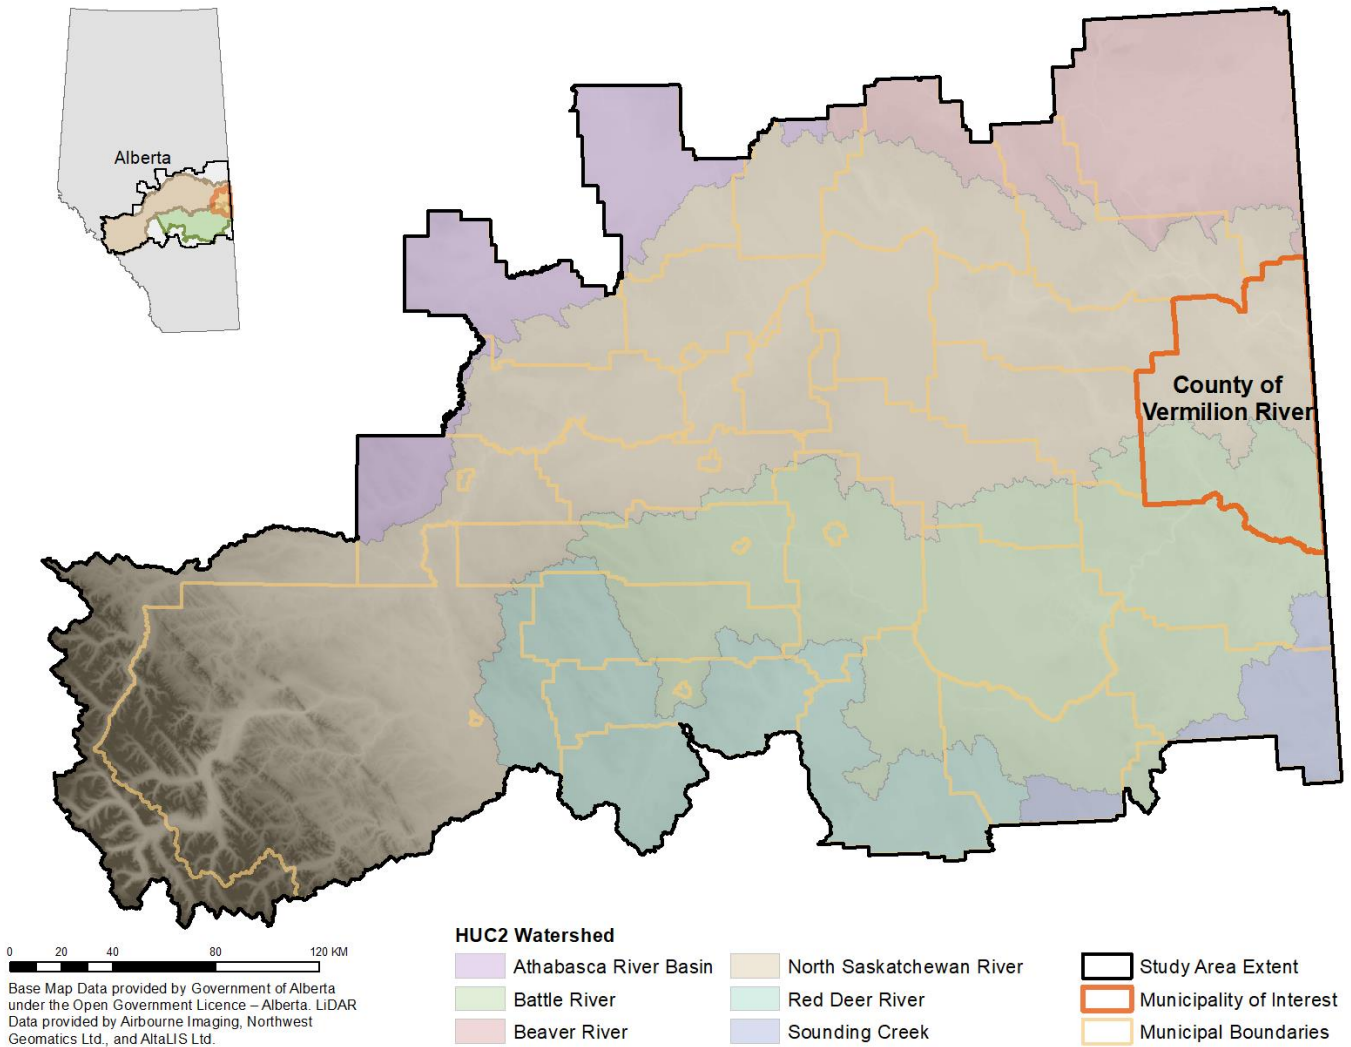 Alberta
County of
Vermilion River
0 20 40 80 120 KM
Base Map Data provided by Government of Alberta
under the Open Government Licence – Alberta. LiDAR
Data provided by Airbourne Imaging, Northwest
Geomatics Ltd., and AltaLIS Ltd.
HUC2 Watershed
Athabasca River Basin
Battle River
Beaver River
North Saskatchewan River
Red Deer River
Sounding Creek
Study Area Extent
Municipality of Interest
Municipal Boundaries